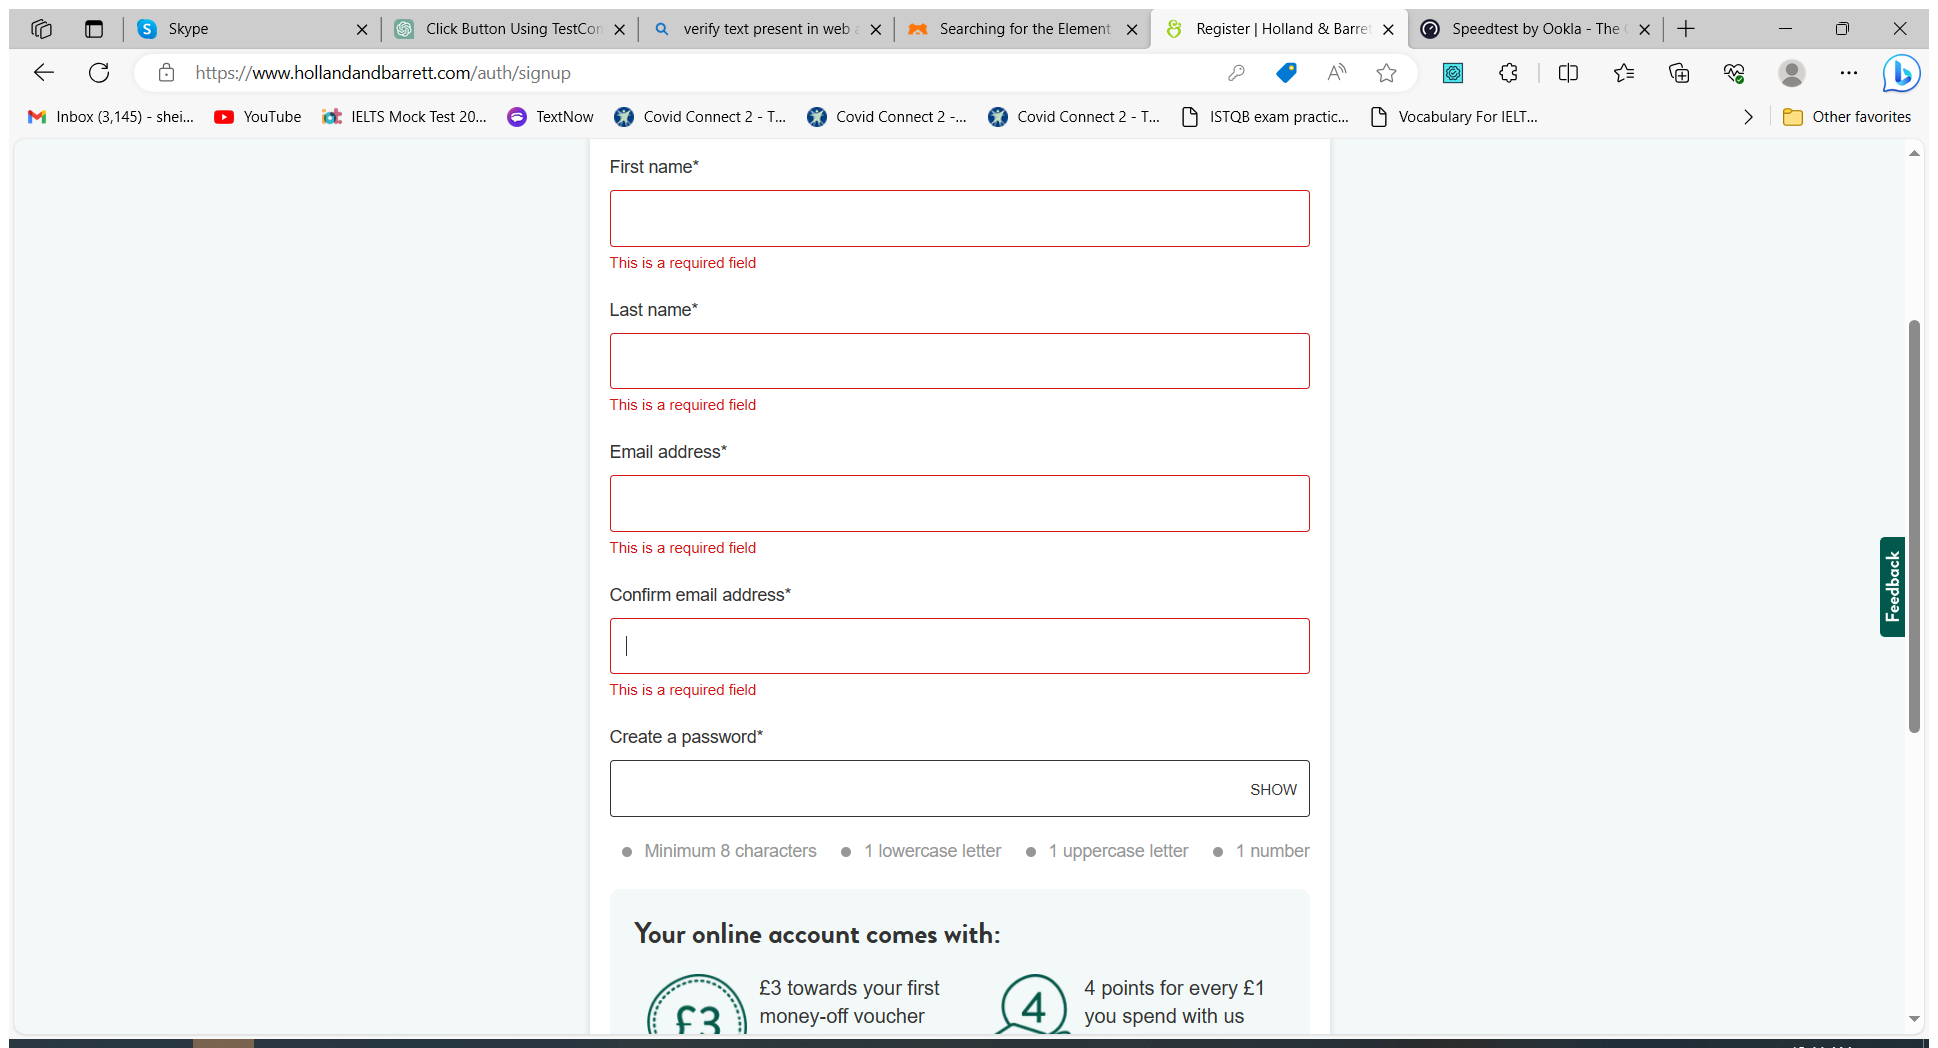 Skype
Click Button Using TestCon
verify text present in web a
Searching for the Element
Register | Holland & Barret
Speedtest by Ookla - The
https://www.hollandandbarrett.com/auth/signup
Inbox (3,145) - shei...
YouTube
IELTS Mock Test 20...
TextNow
Covid Connect 2 - T...
Covid Connect 2 -...
Covid Connect 2 - T...
ISTQB exam practic...
Vocabulary For IELT...
Other favorites
First name*
This is a required field
Last name*
This is a required field
Email address*
This is a required field
Confirm email address*
This is a required field
Create a password*
SHOW
Minimum 8 characters
1 lowercase letter
1 uppercase letter
1 number
Your online account comes with:
£3
£3 towards your first
money-off voucher
4
4 points for every £1
you spend with us
Feedback